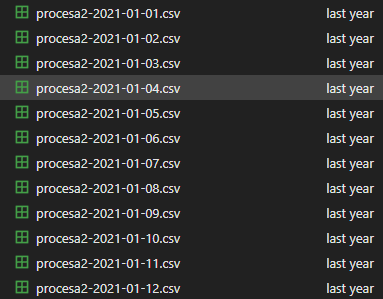 procesa2-2021-01-01.csv last year
procesa2-2021-01-02.csv last year
procesa2-2021-01-03.csv last year
procesa2-2021-01-04.csv last year
procesa2-2021-01-05.csv last year
procesa2-2021-01-06.csv last year
procesa2-2021-01-07.csv last year
procesa2-2021-01-08.csv last year
procesa2-2021-01-09.csv last year
procesa2-2021-01-10.csv last year
procesa2-2021-01-11.csv last year
procesa2-2021-01-12.csv last year